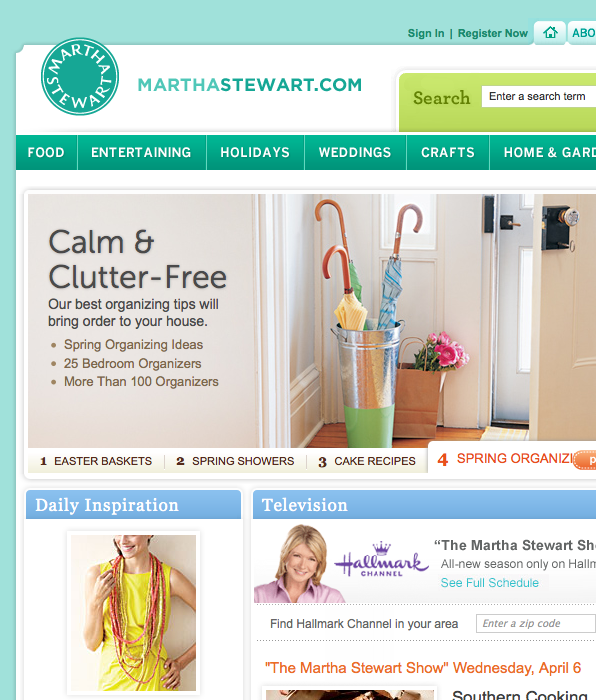 Sign In | Register Now
MARTHA STEWART
MARTHASTEWART.COM
Search
Enter a search term
FOOD
ENTERTAINING
HOLIDAYS
WEDDINGS
CRAFTS
HOME &
Calm &
Clutter-Free
Our best organizing tips will
bring order to your house.
• Spring Organizing Ideas
• 25 Bedroom Organizers
• More Than 100 Organizers
1 EASTER BASKETS
2 SPRING SHOWERS
3 CAKE RECIPES
4 SPRING ORGANIZI
Daily Inspiration
Television
Hallmark
CHANNEL
“The Martha Stewart Sho
All-new season only on Hallm
See Full Schedule
Find Hallmark Channel in your area
Enter a zip code
"The Martha Stewart Show" Wednesday, April 6
Southern Cooking